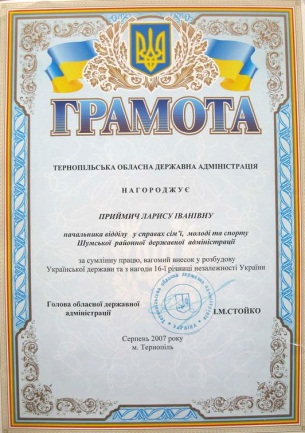 ГРАМОТА
ТЕРНОПІЛЬСЬКА ОБЛАСНА ДЕРЖАВНА АДМІНІСТРАЦІЯ
НАГОРОДЖУЄ
ПРИЙМИЧ ЛАРИСУ ІВАНІВНУ
начальника відділу у справах сім'ї, молоді та спорту
Шумської районної державної адміністрації
за сумлінну працю, вагомий внесок у розбудову
Української держави та з нагоди 16-ї річниці незалежності України
Голова обласної державної
адміністрації
І.М.СТОЙКО
Серпень 2007 року
м. Тернопіль